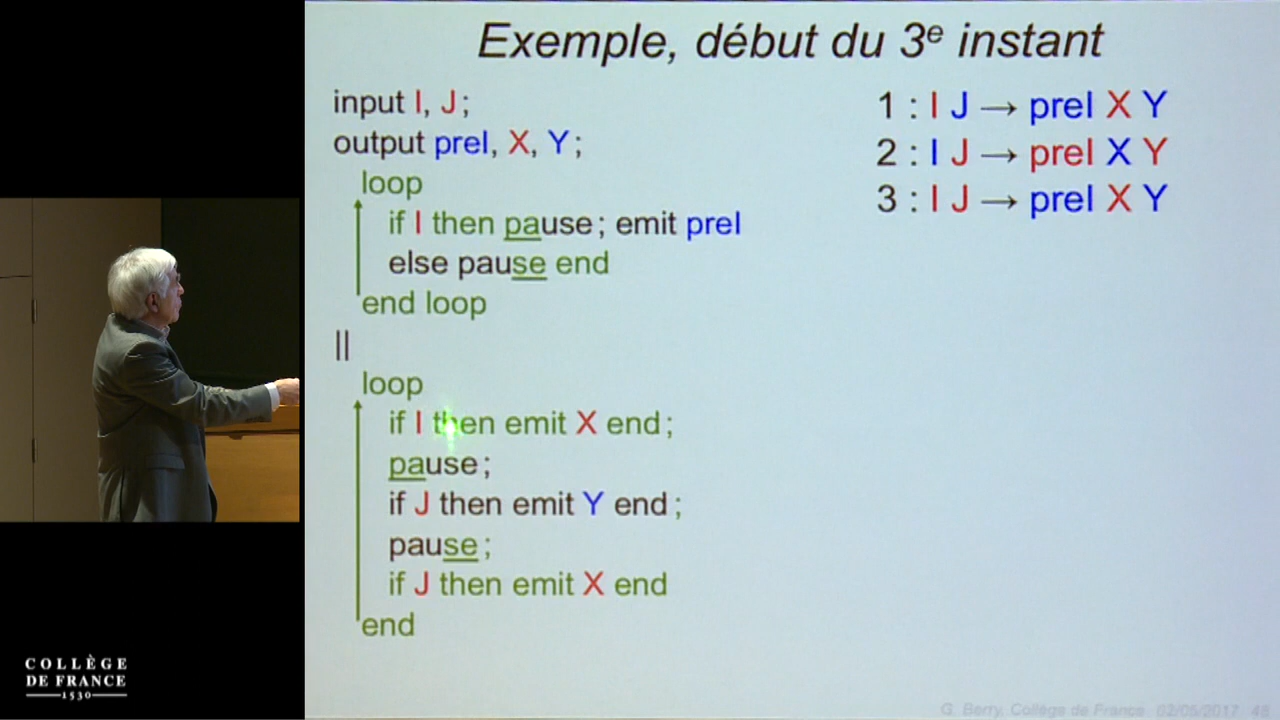 Exemple, début du 3e instant
input I, J;
output prel, X, Y;
loop
if I then pause; emit prel
else pause end
end loop
||
loop
if I then emit X end;
pause;
if J then emit Y end;
pause;
if J then emit X end
end
1 : I J → prel X Y
2 : I J → prel X Y
3 : I J → prel X Y
COLLÈGE
DE FRANCE
1530
G. Berry, Collège de France 02/05/2017 48